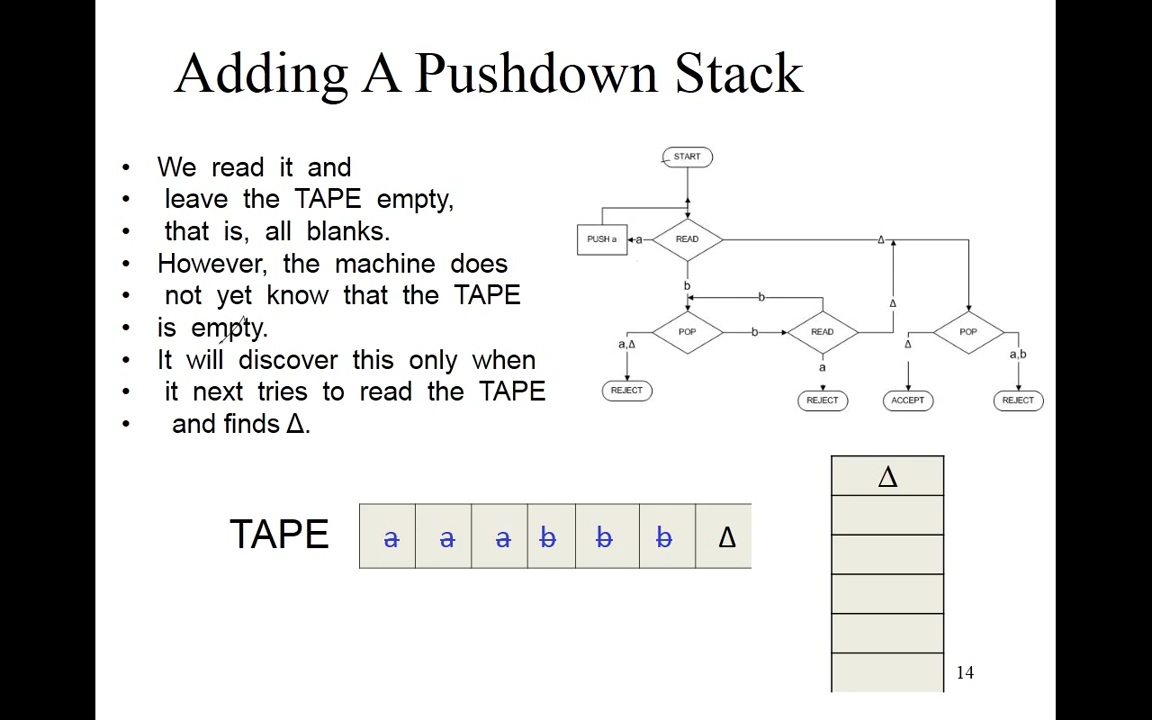 Adding A Pushdown Stack
• We read it and
• leave the TAPE empty,
• that is, all blanks.
• However, the machine does
• not yet know that the TAPE
• is empty.
• It will discover this only when
• it next tries to read the TAPE
• and finds Δ.
START
PUSH a
a
READ
Δ
b
b
Δ
POP
b
READ
POP
a,Δ
Δ
a,b
a
REJECT
REJECT
ACCEPT
REJECT
Δ
TAPE
a a a b b b Δ
14